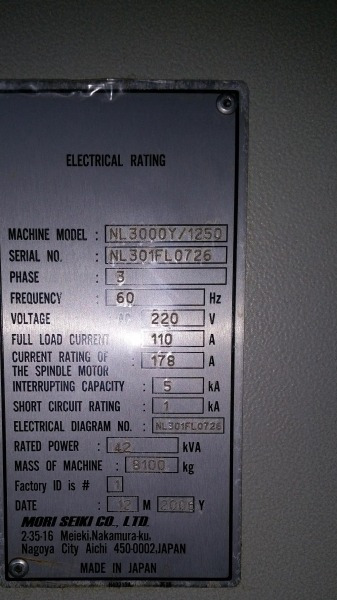 ELECTRICAL RATING
MACHINE MODEL : NL3000Y/1250
SERIAL NO. : NL301FL0726
PHASE : 3
FREQUENCY : 60 Hz
VOLTAGE : AC 220 V
FULL LOAD CURRENT : 110 A
CURRENT RATING OF
THE SPINDLE MOTOR : 178 A
INTERRUPTING CAPACITY : 5 kA
SHORT CIRCUIT RATING : 1 kA
ELECTRICAL DIAGRAM NO. : NL301FL0726
RATED POWER : 42 kVA
MASS OF MACHINE : 8100 kg
Factory ID is # : 1
DATE : 12 M Y
MORI SEIKI CO., LTD.
2-35-16 Meieki,Nakamura-ku,
Nagoya City Aichi 450-0002,JAPAN
MADE IN JAPAN